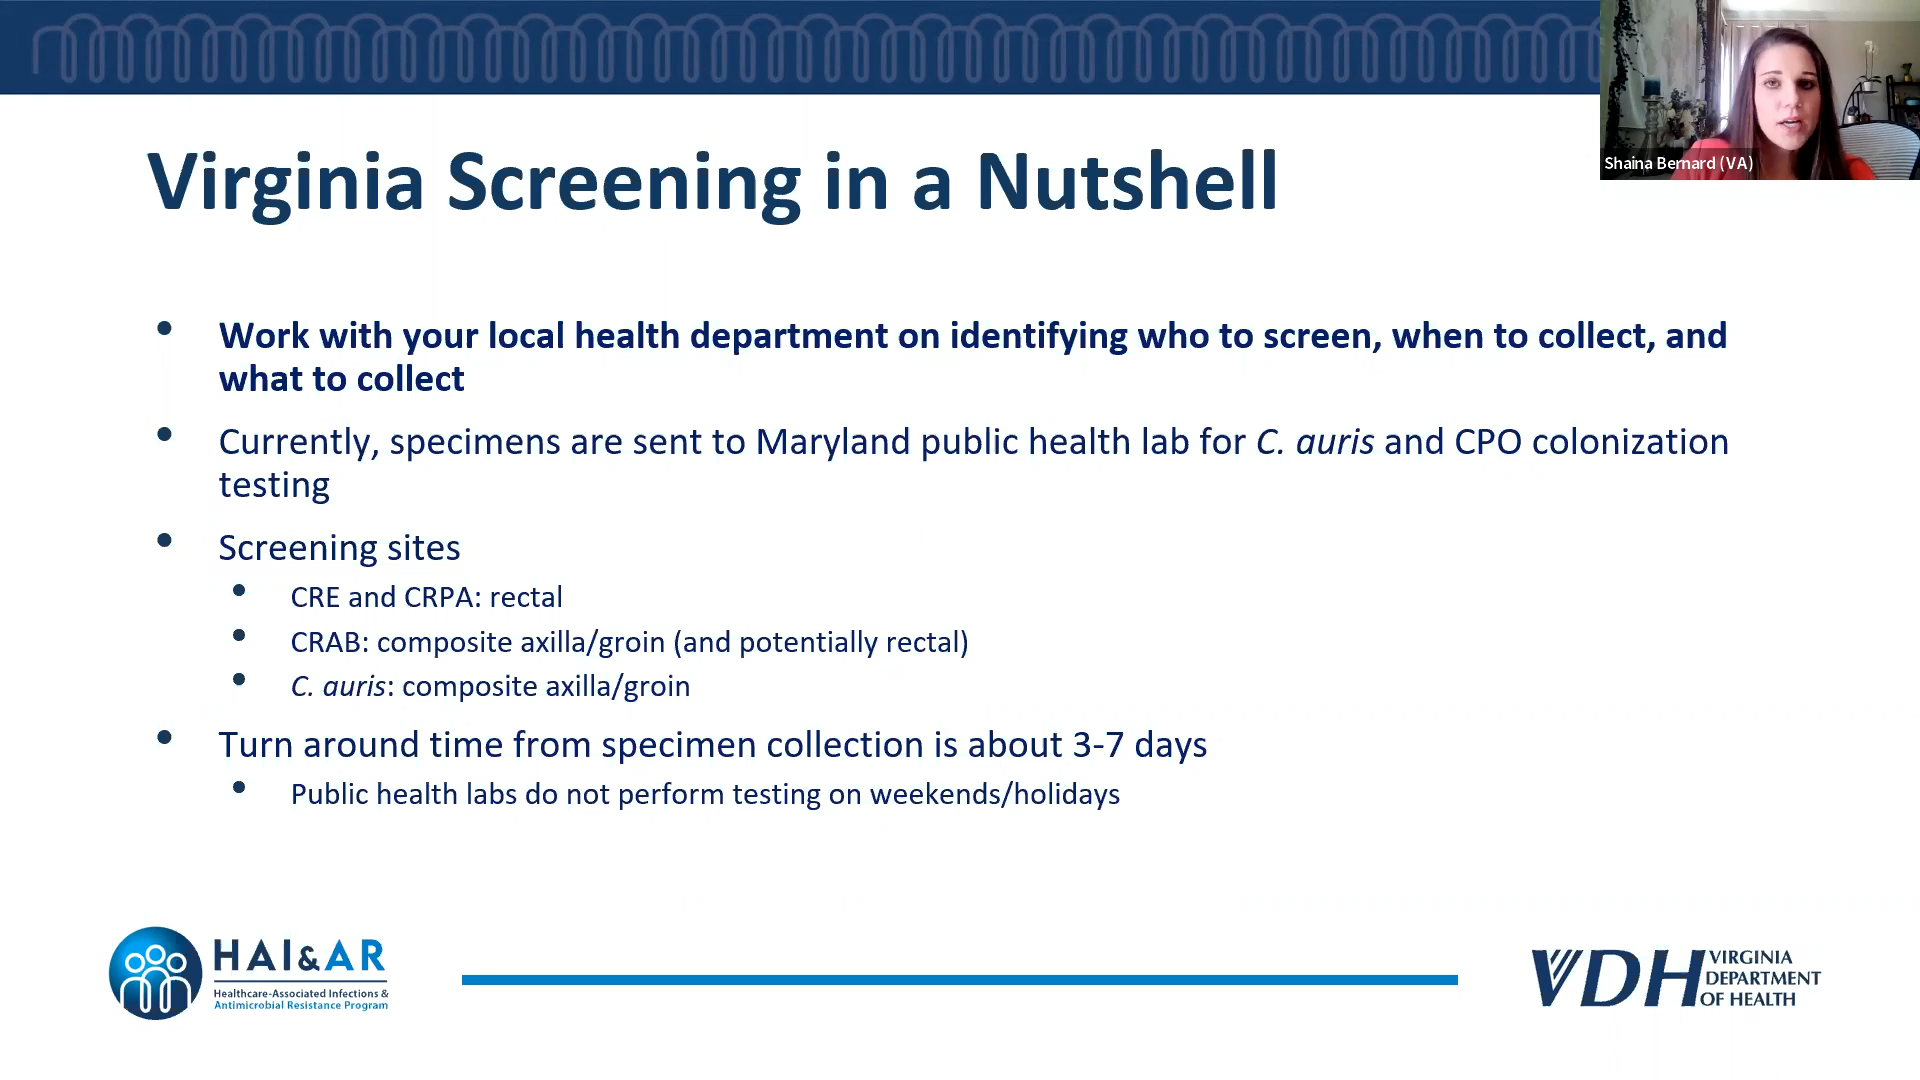 Shaina Bernard (VA)
Virginia Screening in a Nutshell
• Work with your local health department on identifying who to screen, when to collect, and
what to collect
• Currently, specimens are sent to Maryland public health lab for C. auris and CPO colonization
testing
• Screening sites
• CRE and CRPA: rectal
• CRAB: composite axilla/groin (and potentially rectal)
• C. auris: composite axilla/groin
• Turn around time from specimen collection is about 3-7 days
• Public health labs do not perform testing on weekends/holidays
HAI&AR
Healthcare-Associated Infections &
Antimicrobial Resistance Program
VDH VIRGINIA
DEPARTMENT
OF HEALTH